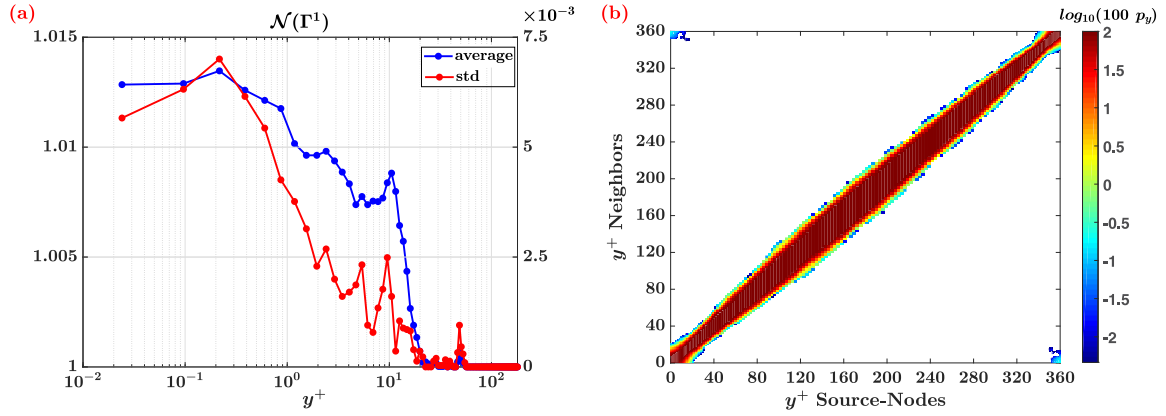 (a)
𝒩(Γ¹)
×10⁻³
1.015
1.01
1.005
1
7.5
5
2.5
0
average
std
10⁻² 10⁻¹ 10⁰ 10¹ 10²
y⁺
(b)
log₁₀(100 p_y)
y⁺ Neighbors
360
320
280
240
200
160
120
80
40
0
0 40 80 120 160 200 240 280 320 360
y⁺ Source-Nodes
2
1.5
1
0.5
0
-0.5
-1
-1.5
-2